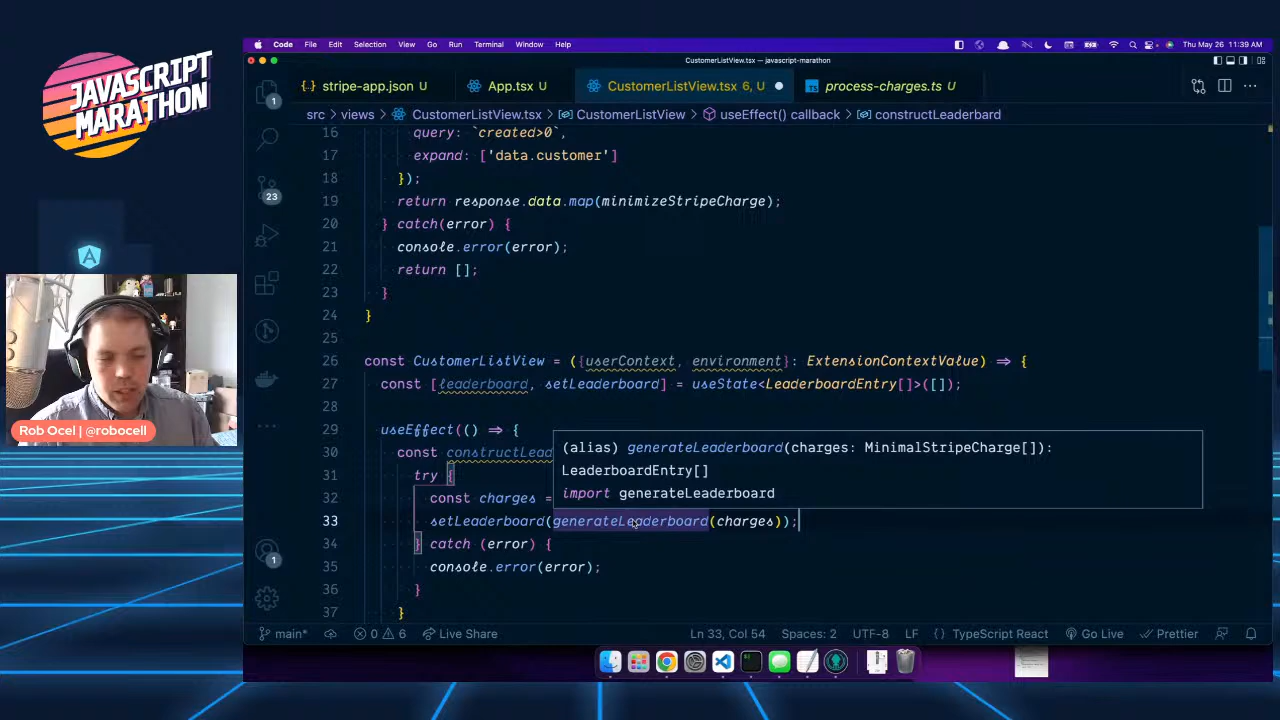 JAVASCRIPT
MARATHON
Rob Ocel | @robocell
Code File Edit Selection View Go Run Terminal Window Help
Thu May 26 11:39 AM
CustomerListView.tsx — javascript-marathon
stripe-app.json U
App.tsx U
CustomerListView.tsx 6, U
process-charges.ts U
src > views > CustomerListView.tsx > CustomerListView > useEffect() callback > constructLeaderbard
16 query: `created>0`,
17 expand: ['data.customer']
18 });
19 return response.data.map(minimizeStripeCharge);
20 } catch(error) {
21 console.error(error);
22 return [];
23 }
24 }
25
26 const CustomerListView = ({userContext, environment}: ExtensionContextValue) => {
27 const [leaderboard, setLeaderboard] = useState<LeaderboardEntry[]>([]);
28
29 useEffect(() => {
30 const constructLead
31 try {
32 const charges =
33 setLeaderboard(generateLeaderboard(charges));
34 } catch (error) {
35 console.error(error);
36 }
37 }
(alias) generateLeaderboard(charges: MinimalStripeCharge[]):
LeaderboardEntry[]
import generateLeaderboard
1
23
1
main* 0 6 Live Share
Ln 33, Col 54 Spaces: 2 UTF-8 LF {} TypeScript React Go Live Prettier